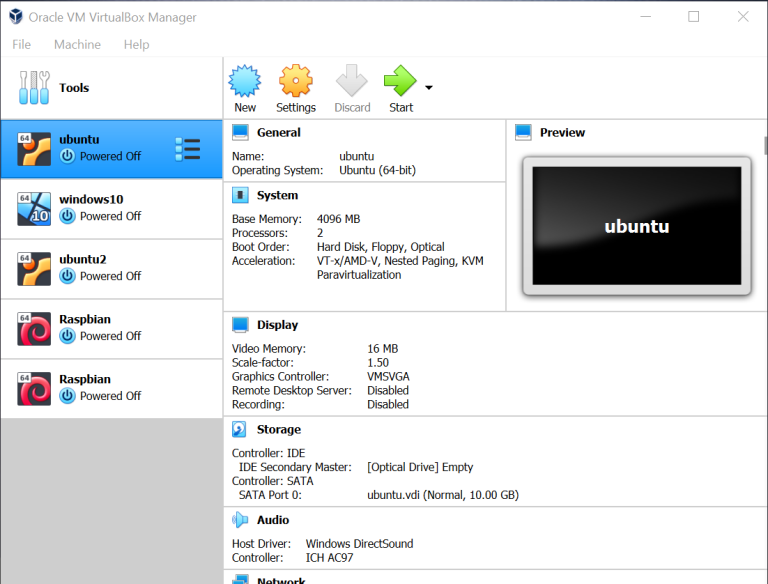 Oracle VM VirtualBox Manager
File Machine Help
Tools
New Settings Discard Start
64
ubuntu
Powered Off
64
10
windows10
Powered Off
64
ubuntu2
Powered Off
64
Raspbian
Powered Off
64
Raspbian
Powered Off
General
Name: ubuntu
Operating System: Ubuntu (64-bit)
Preview
ubuntu
System
Base Memory: 4096 MB
Processors: 2
Boot Order: Hard Disk, Floppy, Optical
Acceleration: VT-x/AMD-V, Nested Paging, KVM
Paravirtualization
Display
Video Memory: 16 MB
Scale-factor: 1.50
Graphics Controller: VMSVGA
Remote Desktop Server: Disabled
Recording: Disabled
Storage
Controller: IDE
IDE Secondary Master: [Optical Drive] Empty
Controller: SATA
SATA Port 0: ubuntu.vdi (Normal, 10.00 GB)
Audio
Host Driver: Windows DirectSound
Controller: ICH AC97
Network